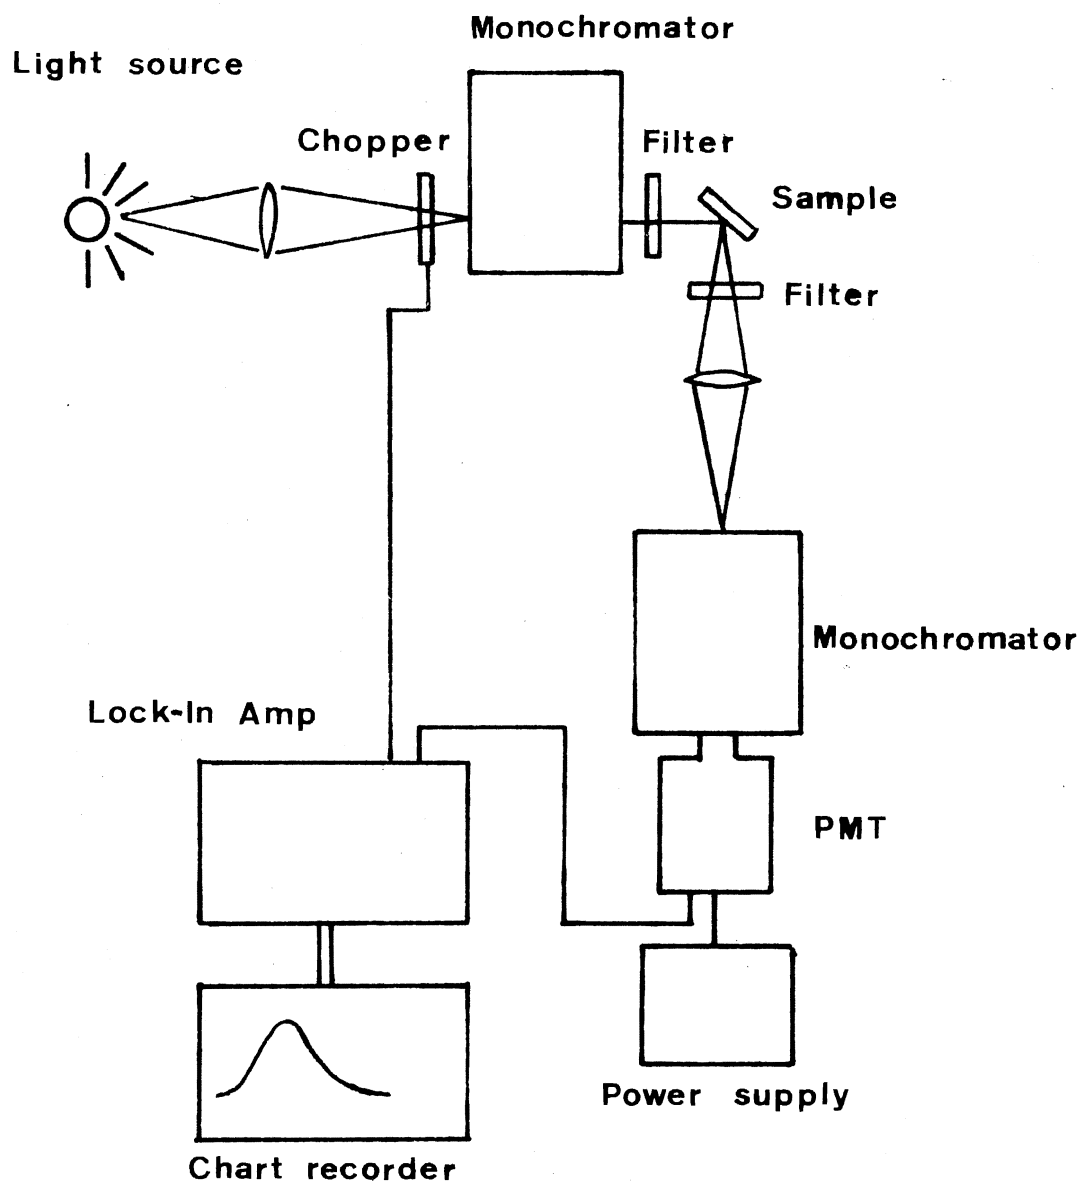 Monochromator
Light source
Chopper
Filter
Sample
Filter
Monochromator
Lock-In Amp
PMT
Power supply
Chart recorder